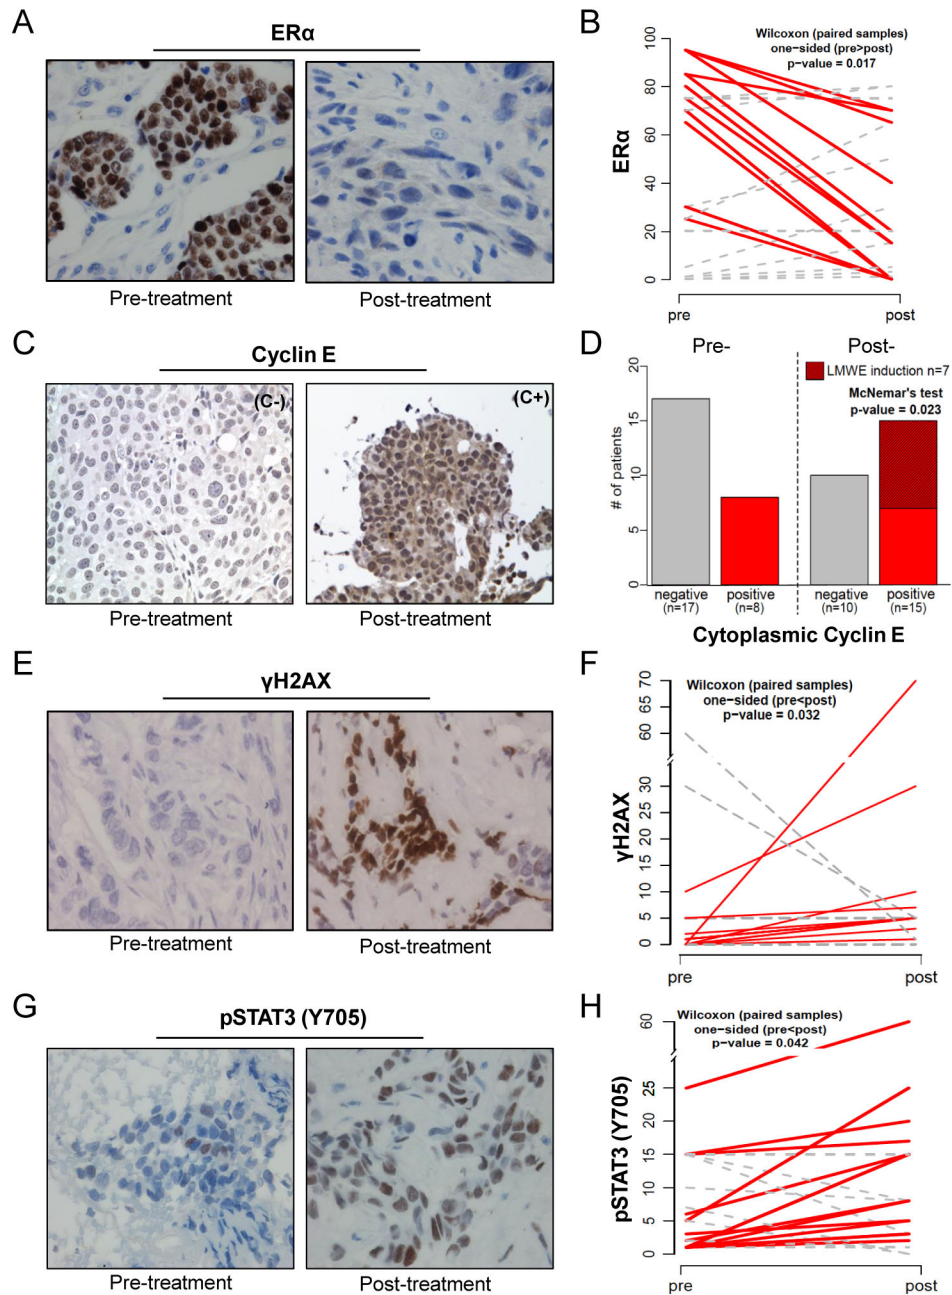 A
ERα
Pre-treatment
Post-treatment
B
Wilcoxon (paired samples)
one-sided (pre>post)
p-value = 0.017
ERα
100
80
60
40
20
0
pre
post
C
Cyclin E
(C-)
(C+)
Pre-treatment
Post-treatment
D
Pre-
Post-
LMWE induction n=7
McNemar's test
p-value = 0.023
# of patients
20
15
10
5
0
negative
(n=17)
positive
(n=8)
negative
(n=10)
positive
(n=15)
Cytoplasmic Cyclin E
E
γH2AX
Pre-treatment
Post-treatment
F
Wilcoxon (paired samples)
one-sided (pre<post)
p-value = 0.032
γH2AX
70
60
30
25
20
15
10
5
0
pre
post
G
pSTAT3 (Y705)
Pre-treatment
Post-treatment
H
Wilcoxon (paired samples)
one-sided (pre<post)
p-value = 0.042
pSTAT3 (Y705)
60
25
20
15
10
5
0
pre
post